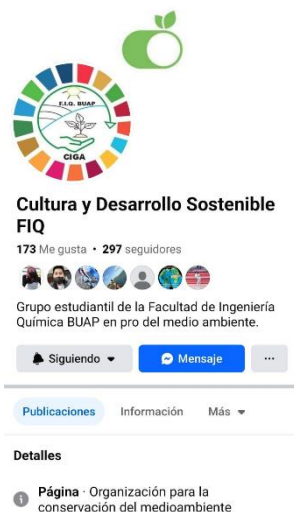 F.I.Q. BUAP
CIGA
Cultura y Desarrollo Sostenible
FIQ
173 Me gusta • 297 seguidores
Grupo estudiantil de la Facultad de Ingeniería
Química BUAP en pro del medio ambiente.
Siguiendo
Mensaje
...
Publicaciones
Información
Más
Detalles
Página · Organización para la
conservación del medioambiente